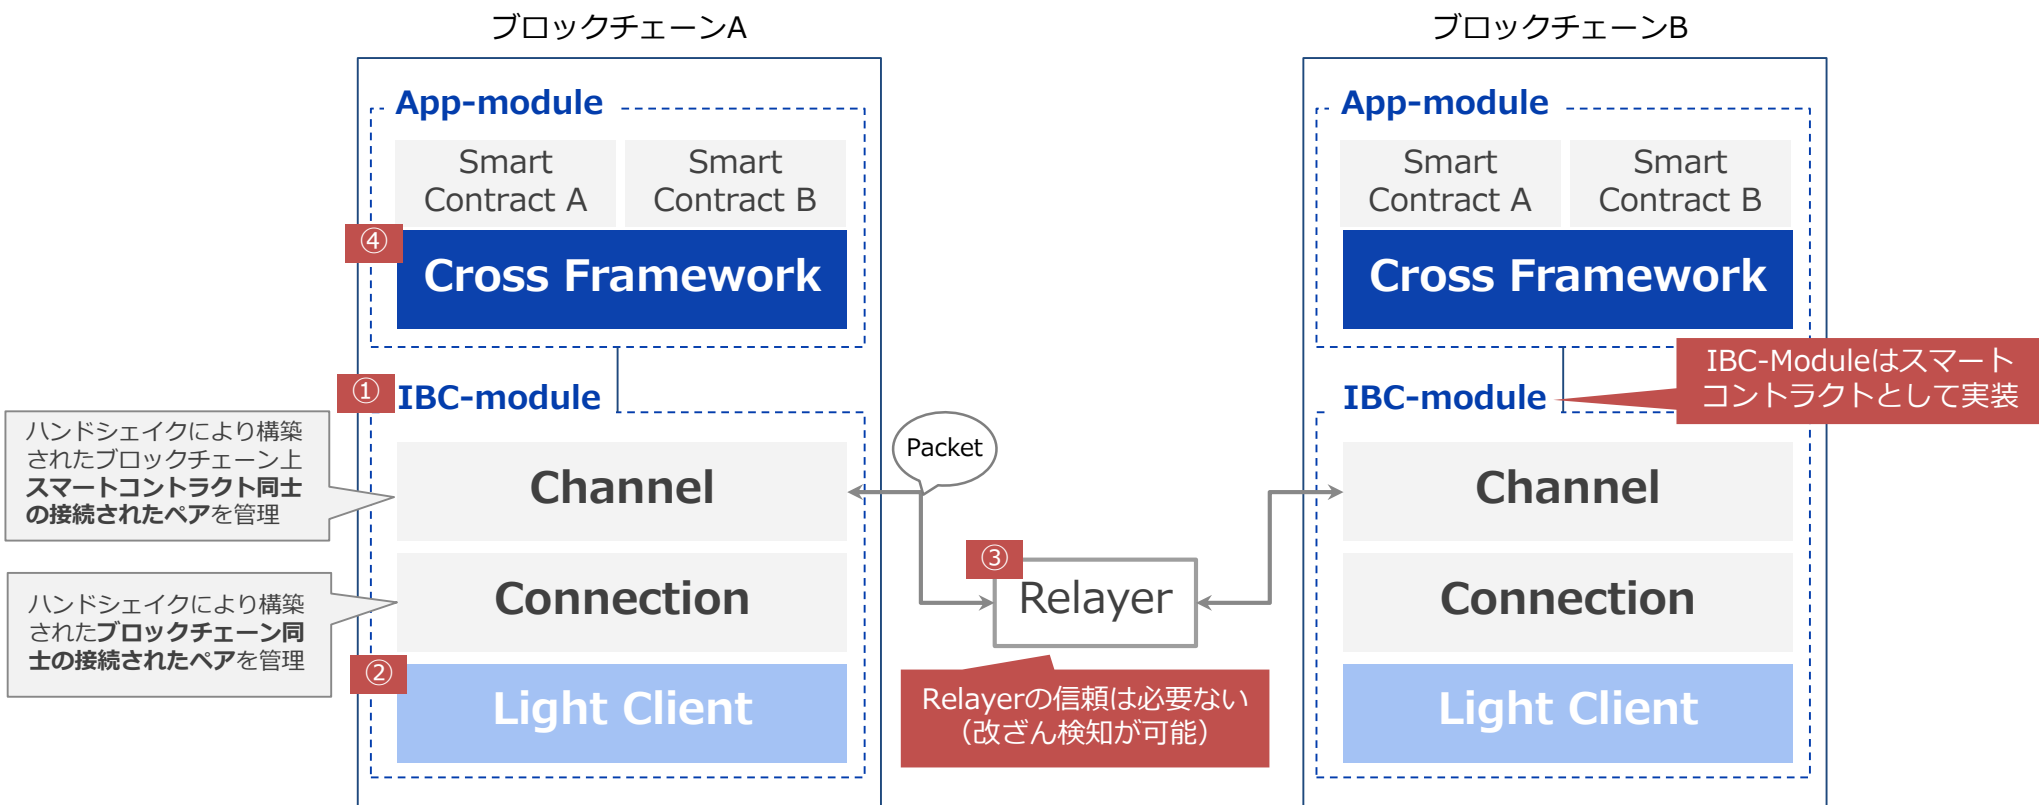 ブロックチェーンA
App-module
Smart
Contract A
Smart
Contract B
④
Cross Framework
①
IBC-module
ハンドシェイクにより構築
されたブロックチェーン上
スマートコントラクト同士
の接続されたペアを管理
Channel
ハンドシェイクにより構築
されたブロックチェーン同
士の接続されたペアを管理
Connection
②
Light Client
Packet
③
Relayer
Relayerの信頼は必要ない
（改ざん検知が可能）
ブロックチェーンB
App-module
Smart
Contract A
Smart
Contract B
Cross Framework
IBC-Moduleはスマート
コントラクトとして実装
IBC-module
Channel
Connection
Light Client